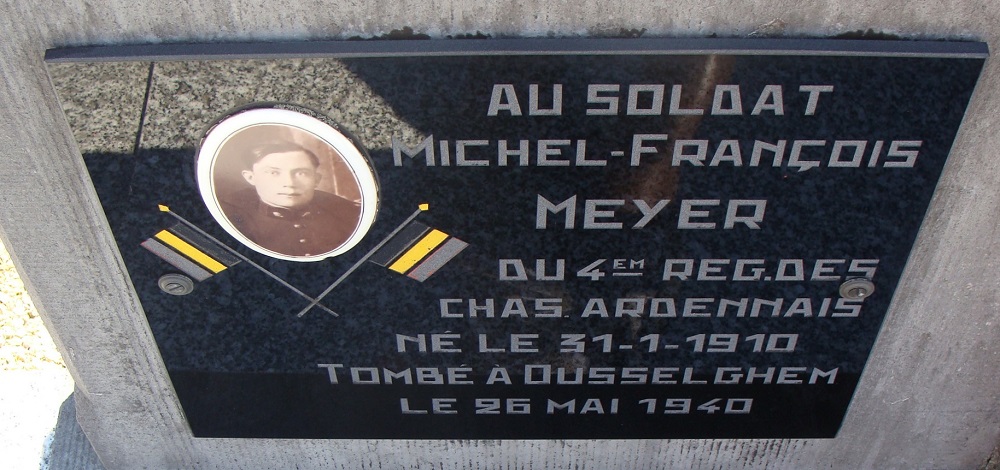 AU SOLDAT
MICHEL-FRANÇOIS
MEYER
DU 4EM REG.DES
CHAS. ARDENNAIS
NÉ LE 31-1-1910
TOMBÉ À OUSSELGHEM
LE 26 MAI 1940